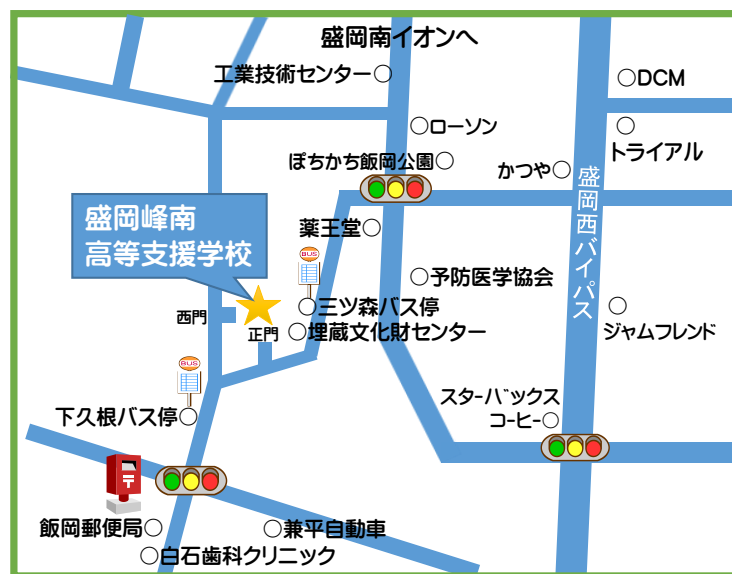 盛岡南イオンへ
工業技術センター
DCM
ローソン
トライアル
ぽちかち飯岡公園
かつや
盛岡西バイパス
盛岡峰南
高等支援学校
薬王堂
BUS
予防医学協会
三ツ森バス停
西門
正門
埋蔵文化財センター
ジャムフレンド
BUS
スターバックス
コーヒー
下久根バス停
〒
飯岡郵便局
兼平自動車
白石歯科クリニック